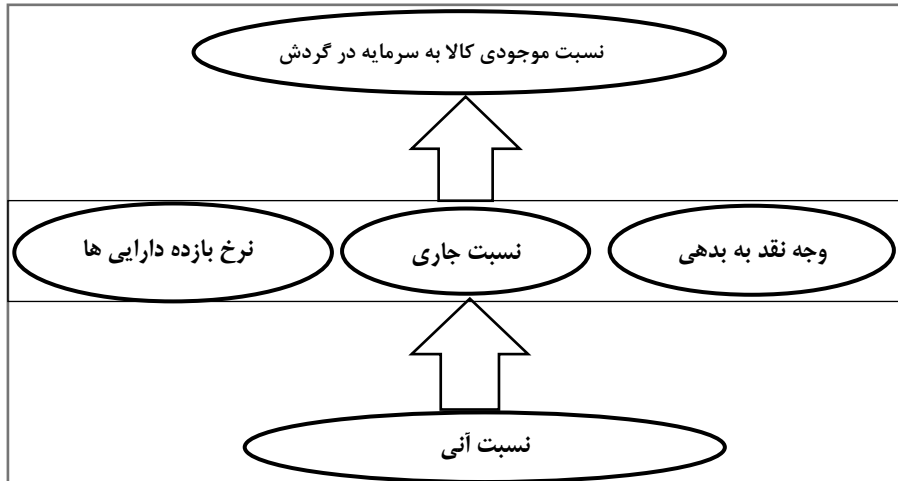 نسبت موجودی کالا به سرمایه در گردش
وجه نقد به بدهی
نسبت جاری
نرخ بازده دارایی ها
نسبت آنی